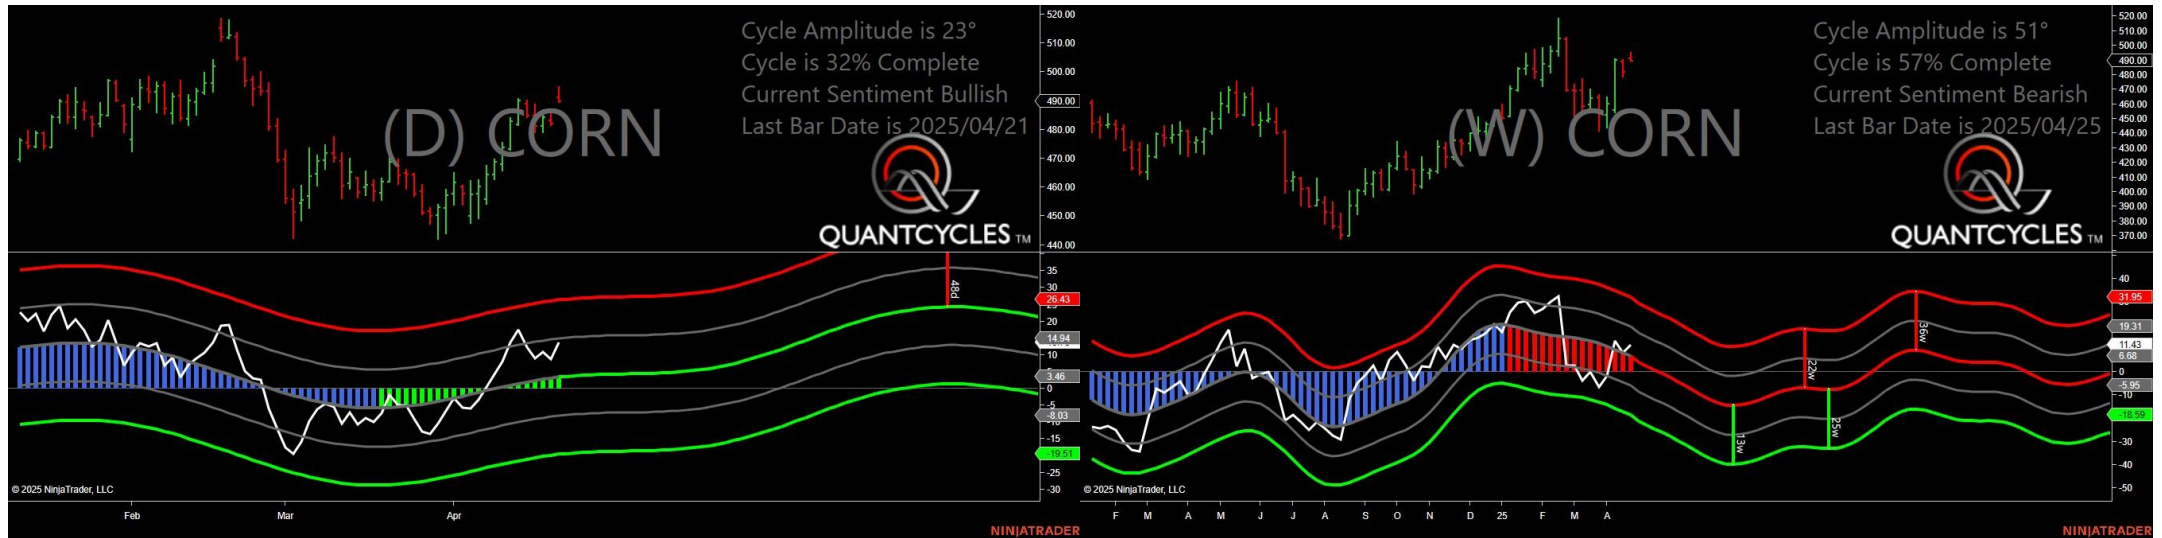 Cycle Amplitude is 23°
Cycle is 32% Complete
Current Sentiment Bullish
Last Bar Date is 2025/04/21
(D) CORN
QUANTCYCLES TM
520.00
510.00
500.00
490.00
480.00
470.00
460.00
450.00
440.00
48d
35
30
26.43
20
14.94
10
5
3.46
0
-5
-8.03
-15
-19.51
-25
-30
© 2025 NinjaTrader, LLC
Feb Mar Apr
NINJATRADER
Cycle Amplitude is 51°
Cycle is 57% Complete
Current Sentiment Bearish
Last Bar Date is 2025/04/25
(W) CORN
QUANTCYCLES TM
520.00
510.00
500.00
490.00
480.00
470.00
460.00
450.00
440.00
430.00
420.00
410.00
400.00
390.00
380.00
370.00
22w
36w
13w
25w
40
31.95
19.31
11.43
6.68
0
-5.95
-10
-18.59
-30
-40
-50
© 2025 NinjaTrader, LLC
F M A M J J A S O N D 25 F M A
NINJATRADER